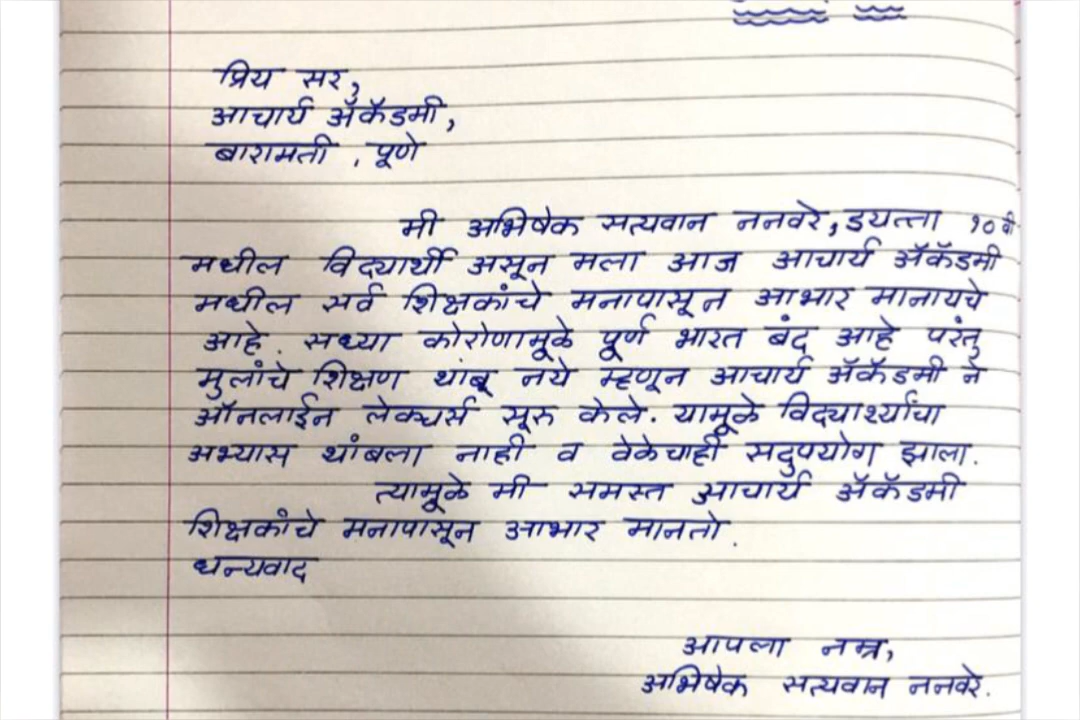 प्रिय सर,
आचार्य ॲकॅडमी,
बारामती , पूणे
मी अभिषेक सत्यवान ननवरे, इयत्ता १० वी
मधील विद्यार्थी असून मला आज आचार्य ॲकॅडमी
मधील सर्व शिक्षकांचे मनापासून आभार मानायचे
आहे. सध्या कोरोणामूळे पूर्ण भारत बंद आहे परंतु
मुलांचे शिक्षण थांबू नये म्हणून आचार्य ॲकॅडमी ने
ऑनलाईन लेक्चर्स सूरु केले. यामूळे विद्यार्थ्यांचा
अभ्यास थांबला नाही व वेळेचाही सदुपयोग झाला.
त्यामूळे मी समस्त आचार्य ॲकॅडमी
शिक्षकांचे मनापासून आभार मानतो.
धन्यवाद
आपला नम्र,
अभिषेक सत्यवान ननवरे.